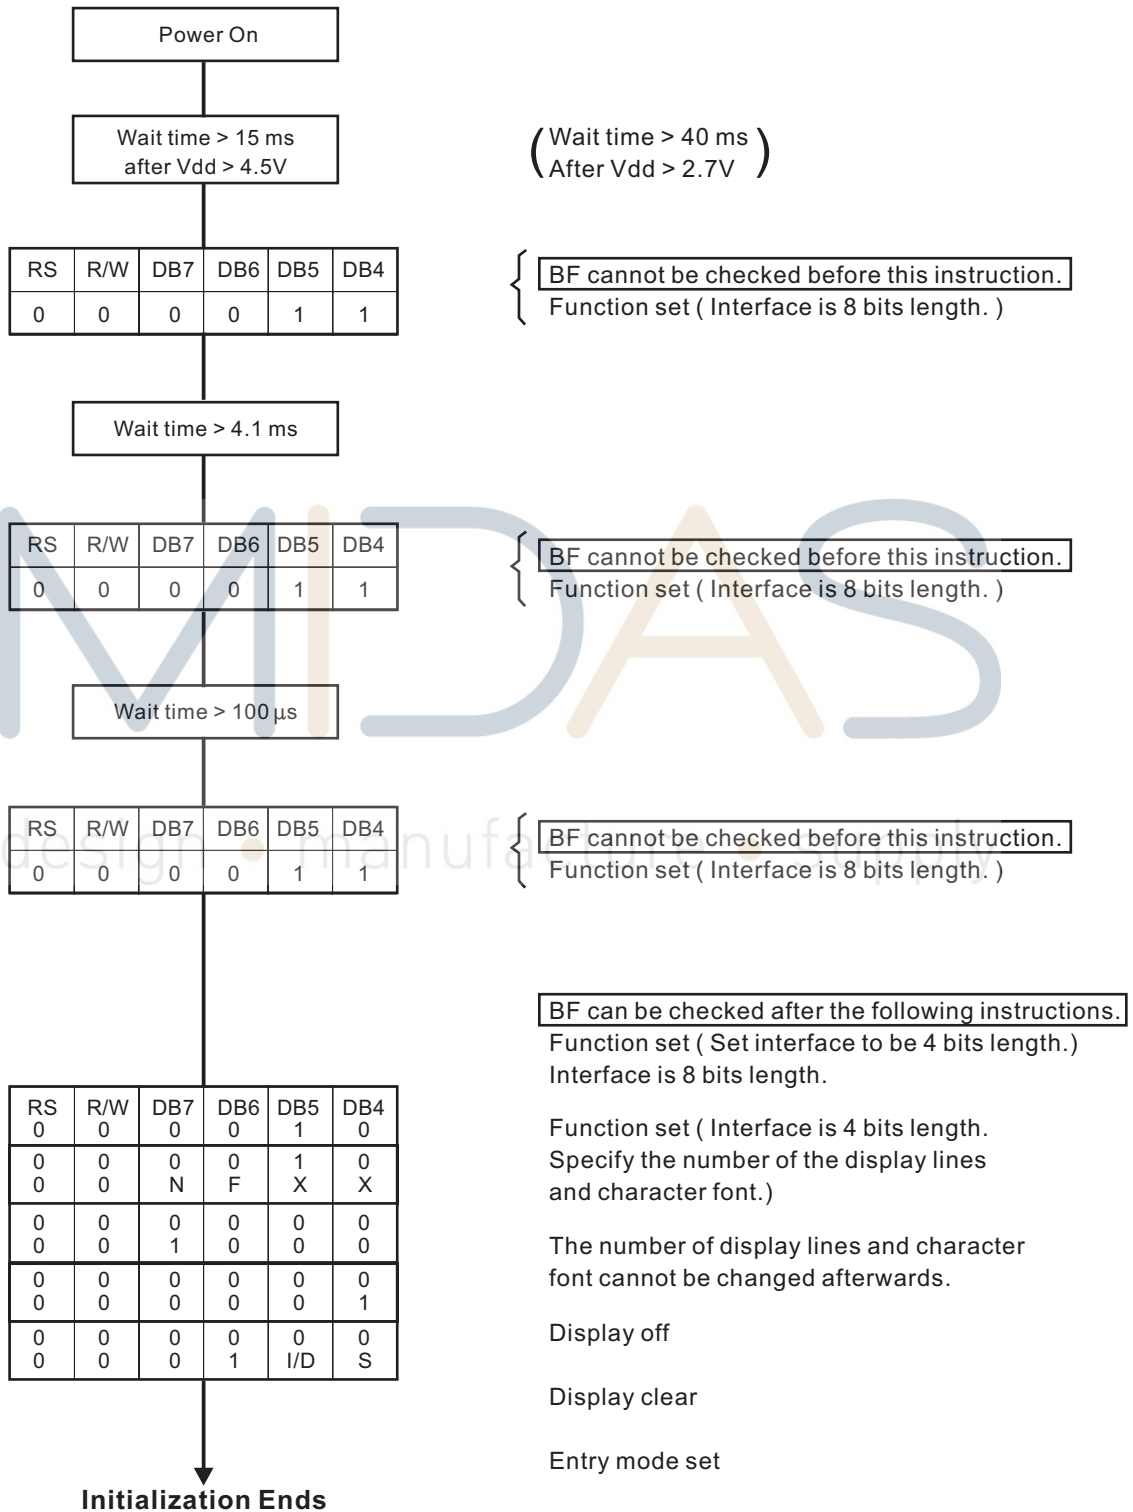 Power On
Wait time > 15 ms
after Vdd > 4.5V
(Wait time > 40 ms
After Vdd > 2.7V)
RS R/W DB7 DB6 DB5 DB4
0 0 0 0 1 1
BF cannot be checked before this instruction.
Function set ( Interface is 8 bits length. )
Wait time > 4.1 ms
RS R/W DB7 DB6 DB5 DB4
0 0 0 0 1 1
BF cannot be checked before this instruction.
Function set ( Interface is 8 bits length. )
MIDAS
Wait time > 100 µs
RS R/W DB7 DB6 DB5 DB4
0 0 0 0 1 1
BF cannot be checked before this instruction.
Function set ( Interface is 8 bits length. )
design • manufacture • supply
BF can be checked after the following instructions.
Function set ( Set interface to be 4 bits length.)
Interface is 8 bits length.
RS R/W DB7 DB6 DB5 DB4
0 0 0 0 1 0
0 0 0 0 1 0
0 0 N F X X
0 0 0 0 0 0
0 0 1 0 0 0
0 0 0 0 0 0
0 0 0 0 0 1
0 0 0 0 0 0
0 0 0 1 I/D S
Function set ( Interface is 4 bits length.
Specify the number of the display lines
and character font.)
The number of display lines and character
font cannot be changed afterwards.
Display off
Display clear
Entry mode set
Initialization Ends